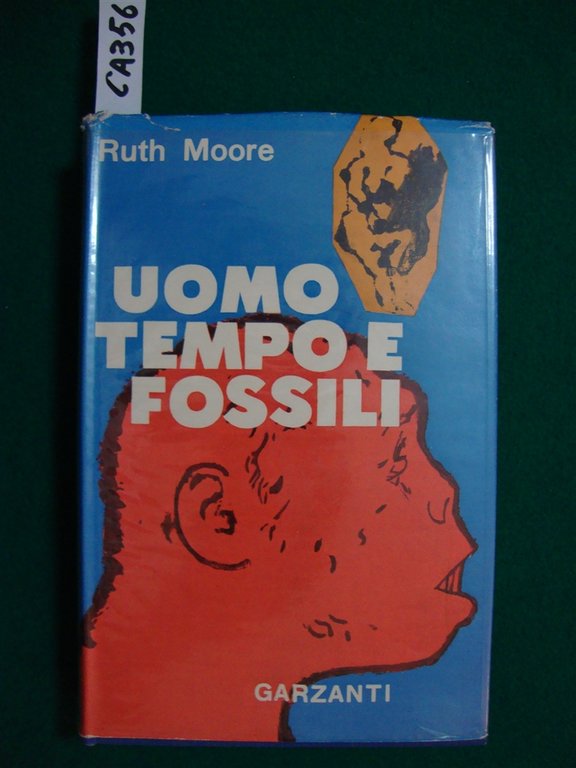 CA356
Ruth Moore
UOMO
TEMPO E
FOSSILI
GARZANTI